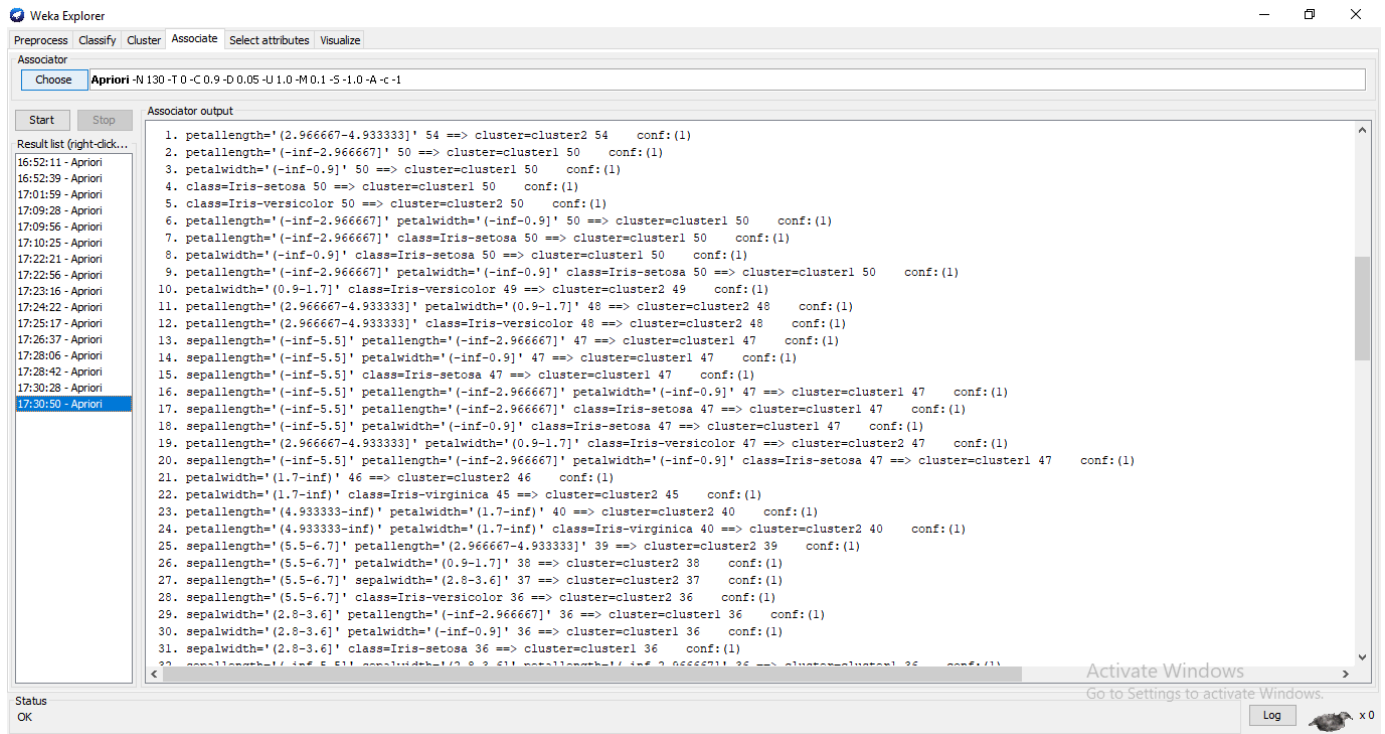 Weka Explorer
Preprocess Classify Cluster Associate Select attributes Visualize
Associator
Choose Apriori -N 130 -T 0 -C 0.9 -D 0.05 -U 1.0 -M 0.1 -S -1.0 -A -c -1
Start Stop
Result list (right-click...
16:52:11 - Apriori
16:52:39 - Apriori
17:01:59 - Apriori
17:09:28 - Apriori
17:09:56 - Apriori
17:10:25 - Apriori
17:22:21 - Apriori
17:22:56 - Apriori
17:23:16 - Apriori
17:24:22 - Apriori
17:25:17 - Apriori
17:26:37 - Apriori
17:28:06 - Apriori
17:28:42 - Apriori
17:30:28 - Apriori
17:30:50 - Apriori
Associator output
1. petallength='(2.966667-4.933333]' 54 ==> cluster=cluster2 54 conf:(1)
2. petallength='(-inf-2.966667]' 50 ==> cluster=cluster1 50 conf:(1)
3. petalwidth='(-inf-0.9]' 50 ==> cluster=cluster1 50 conf:(1)
4. class=Iris-setosa 50 ==> cluster=cluster1 50 conf:(1)
5. class=Iris-versicolor 50 ==> cluster=cluster2 50 conf:(1)
6. petallength='(-inf-2.966667]' petalwidth='(-inf-0.9]' 50 ==> cluster=cluster1 50 conf:(1)
7. petallength='(-inf-2.966667]' class=Iris-setosa 50 ==> cluster=cluster1 50 conf:(1)
8. petalwidth='(-inf-0.9]' class=Iris-setosa 50 ==> cluster=cluster1 50 conf:(1)
9. petallength='(-inf-2.966667]' petalwidth='(-inf-0.9]' class=Iris-setosa 50 ==> cluster=cluster1 50 conf:(1)
10. petalwidth='(0.9-1.7]' class=Iris-versicolor 49 ==> cluster=cluster2 49 conf:(1)
11. petallength='(2.966667-4.933333]' petalwidth='(0.9-1.7]' 48 ==> cluster=cluster2 48 conf:(1)
12. petallength='(2.966667-4.933333]' class=Iris-versicolor 48 ==> cluster=cluster2 48 conf:(1)
13. sepallength='(-inf-5.5]' petallength='(-inf-2.966667]' 47 ==> cluster=cluster1 47 conf:(1)
14. sepallength='(-inf-5.5]' petalwidth='(-inf-0.9]' 47 ==> cluster=cluster1 47 conf:(1)
15. sepallength='(-inf-5.5]' class=Iris-setosa 47 ==> cluster=cluster1 47 conf:(1)
16. sepallength='(-inf-5.5]' petallength='(-inf-2.966667]' petalwidth='(-inf-0.9]' 47 ==> cluster=cluster1 47 conf:(1)
17. sepallength='(-inf-5.5]' petallength='(-inf-2.966667]' class=Iris-setosa 47 ==> cluster=cluster1 47 conf:(1)
18. sepallength='(-inf-5.5]' petalwidth='(-inf-0.9]' class=Iris-setosa 47 ==> cluster=cluster1 47 conf:(1)
19. petallength='(2.966667-4.933333]' petalwidth='(0.9-1.7]' class=Iris-versicolor 47 ==> cluster=cluster2 47 conf:(1)
20. sepallength='(-inf-5.5]' petallength='(-inf-2.966667]' petalwidth='(-inf-0.9]' class=Iris-setosa 47 ==> cluster=cluster1 47 conf:(1)
21. petalwidth='(1.7-inf)' 46 ==> cluster=cluster2 46 conf:(1)
22. petalwidth='(1.7-inf)' class=Iris-virginica 45 ==> cluster=cluster2 45 conf:(1)
23. petallength='(4.933333-inf)' petalwidth='(1.7-inf)' 40 ==> cluster=cluster2 40 conf:(1)
24. petallength='(4.933333-inf)' petalwidth='(1.7-inf)' class=Iris-virginica 40 ==> cluster=cluster2 40 conf:(1)
25. sepallength='(5.5-6.7]' petallength='(2.966667-4.933333]' 39 ==> cluster=cluster2 39 conf:(1)
26. sepallength='(5.5-6.7]' petalwidth='(0.9-1.7]' 38 ==> cluster=cluster2 38 conf:(1)
27. sepallength='(5.5-6.7]' sepalwidth='(2.8-3.6]' 37 ==> cluster=cluster2 37 conf:(1)
28. sepallength='(5.5-6.7]' class=Iris-versicolor 36 ==> cluster=cluster2 36 conf:(1)
29. sepalwidth='(2.8-3.6]' petallength='(-inf-2.966667]' 36 ==> cluster=cluster1 36 conf:(1)
30. sepalwidth='(2.8-3.6]' petalwidth='(-inf-0.9]' 36 ==> cluster=cluster1 36 conf:(1)
31. sepalwidth='(2.8-3.6]' class=Iris-setosa 36 ==> cluster=cluster1 36 conf:(1)
32. sepallength='(-inf-5.5]' sepalwidth='(2.8-3.6]' petallength='(-inf-2.966667]' 36 ==> cluster=cluster1 36 conf:(1)
Activate Windows
Go to Settings to activate Windows.
Status
OK
Log
x 0